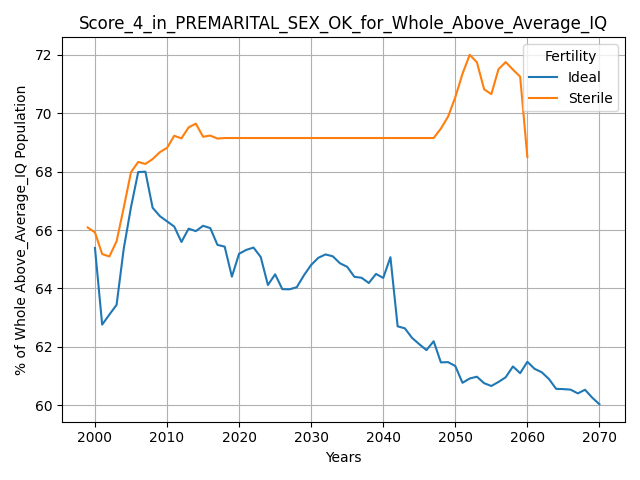 Score_4_in_PREMARITAL_SEX_OK_for_Whole_Above_Average_IQ
% of Whole Above_Average_IQ Population
72
70
68
66
64
62
60
Fertility
Ideal
Sterile
2000 2010 2020 2030 2040 2050 2060 2070
Years